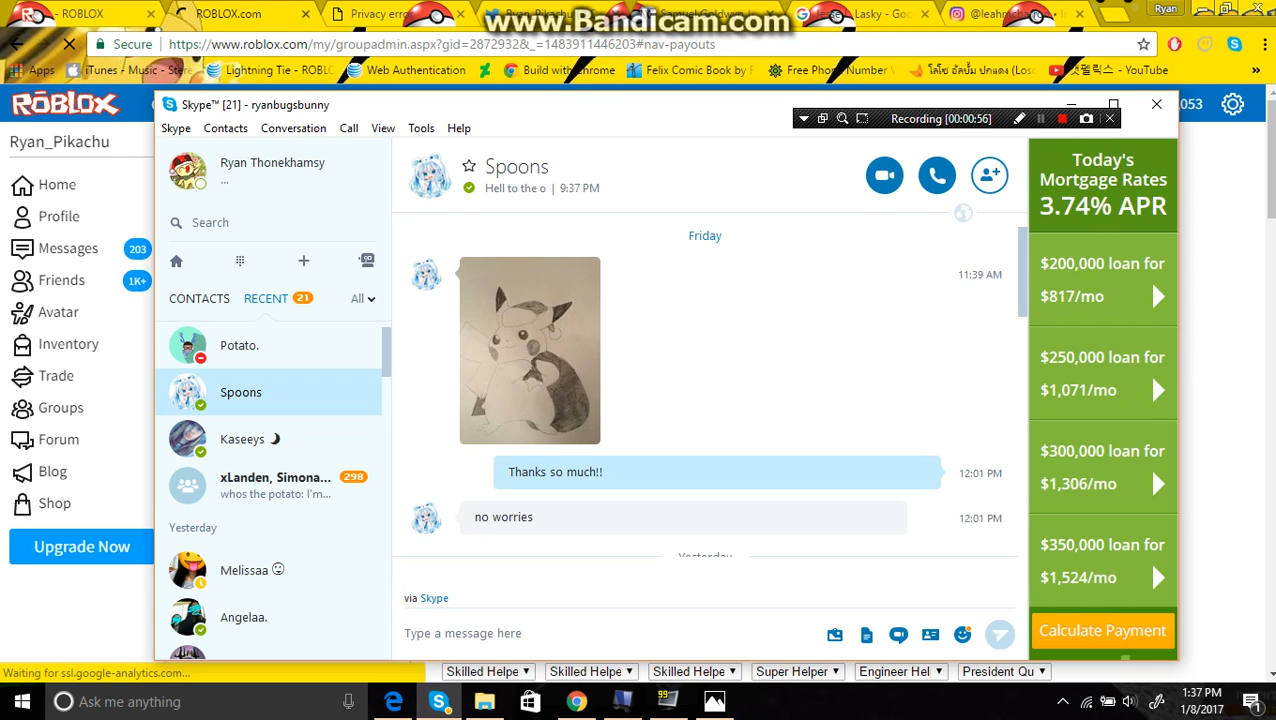 ROBLOX
ROBLOX.com
Privacy error
www.Bandicam.com
Ryan
Secure
https://www.roblox.com/my/groupadmin.aspx?gid=2872932&_=1483911446203#nav-payouts
Apps
iTunes - Music - Store
Lightning Tie - ROBL
Web Authentication
Build with chrome
Felix Comic Book by F
Free Phone Number V
YouTube
»
ROBLOX
Skype™ [21] - ryanbugsbunny
Recording [00:00:56]
,053
Skype Contacts Conversation Call View Tools Help
Ryan_Pikachu
Home
Profile
Messages 203
Friends 1K+
Avatar
Inventory
Trade
Groups
Forum
Blog
Shop
Upgrade Now
Ryan Thonekhamsy
...
Search
CONTACTS RECENT 21 All
Potato.
Spoons
Kaseeys
xLanden, Simona... 298
whos the potato: I'm...
Yesterday
Melissaa
Angelaa.
Spoons
Hell to the o | 9:37 PM
Friday
11:39 AM
Thanks so much!! 12:01 PM
no worries 12:01 PM
Yesterday
via Skype
Type a message here
Today's
Mortgage Rates
3.74% APR
$200,000 loan for
$817/mo
$250,000 loan for
$1,071/mo
$300,000 loan for
$1,306/mo
$350,000 loan for
$1,524/mo
Calculate Payment
Waiting for ssl.google-analytics.com...
Skilled Helpe Skilled Helpe Skilled Helpe Super Helper Engineer Hel President Qu
Ask me anything
99
1:37 PM
1/8/2017
1